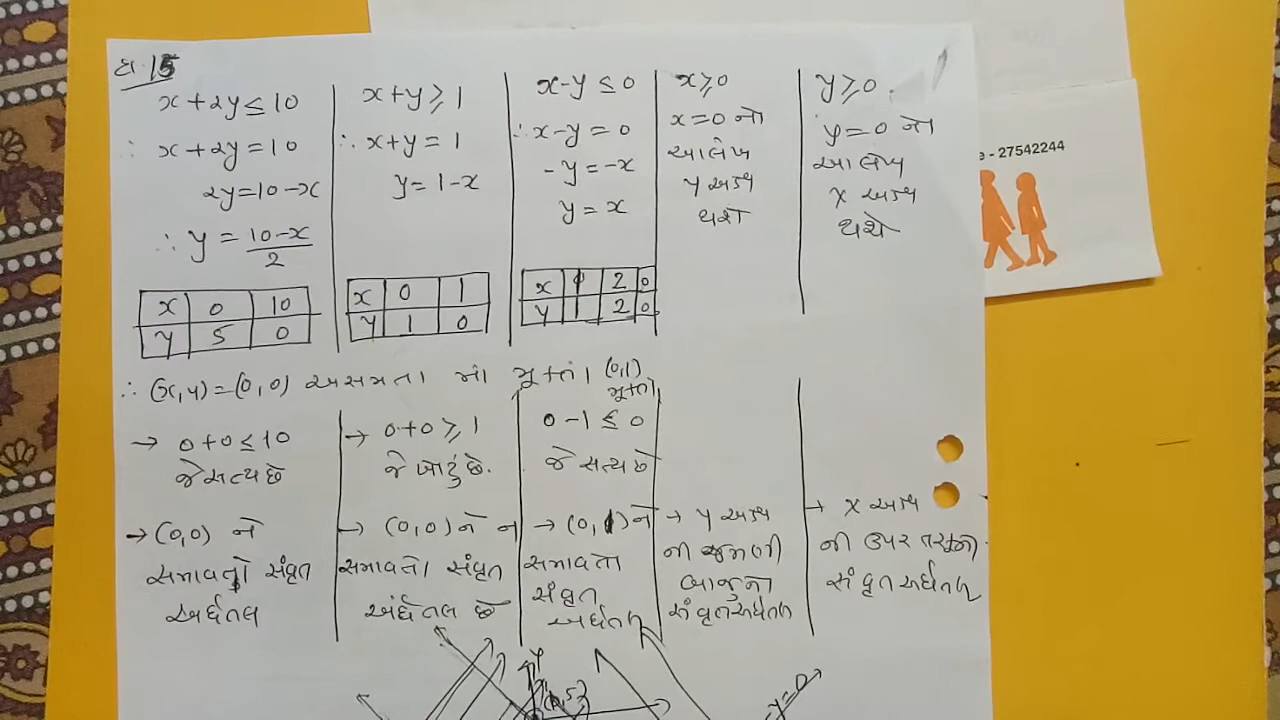 દા.15
x+2y ≤ 10
∴ x+2y = 10
2y = 10-x
∴ y = 10-x / 2
x 0 10
y 5 0
x+y ≥ 1
∴ x+y = 1
y = 1-x
x 0 1
y 1 0
x-y ≤ 0
∴ x-y = 0
-y = -x
y = x
x 1 2 0
y 1 2 0
x ≥ 0
x=0 નો
આલેખ
y અક્ષ
થશે
y ≥ 0
y=0 નો
આલેખ
x અક્ષ
થશે
- 27542244
∴ (x,y)=(0,0) અસમતા માં મૂકતાં (0,1)
મૂકતાં
→ 0+0 ≤ 10
જે સત્ય છે
→ (0,0) ને
સમાવતો સંવૃત
અર્ધતલ
→ 0+0 ≥ 1
જે ખોટું છે.
→ (0,0) ને ન
સમાવતો સંવૃત
અર્ધતલ છે
0-1 ≤ 0
જે સત્ય છે
→ (0,1) ને
સમાવતો
સંવૃત
અર્ધતલ
→ y અક્ષ
ની જમણી
બાજુના
સંવૃત અર્ધતલ
→ x અક્ષ
ની ઉપર તરફનો
સંવૃત અર્ધતલ
y